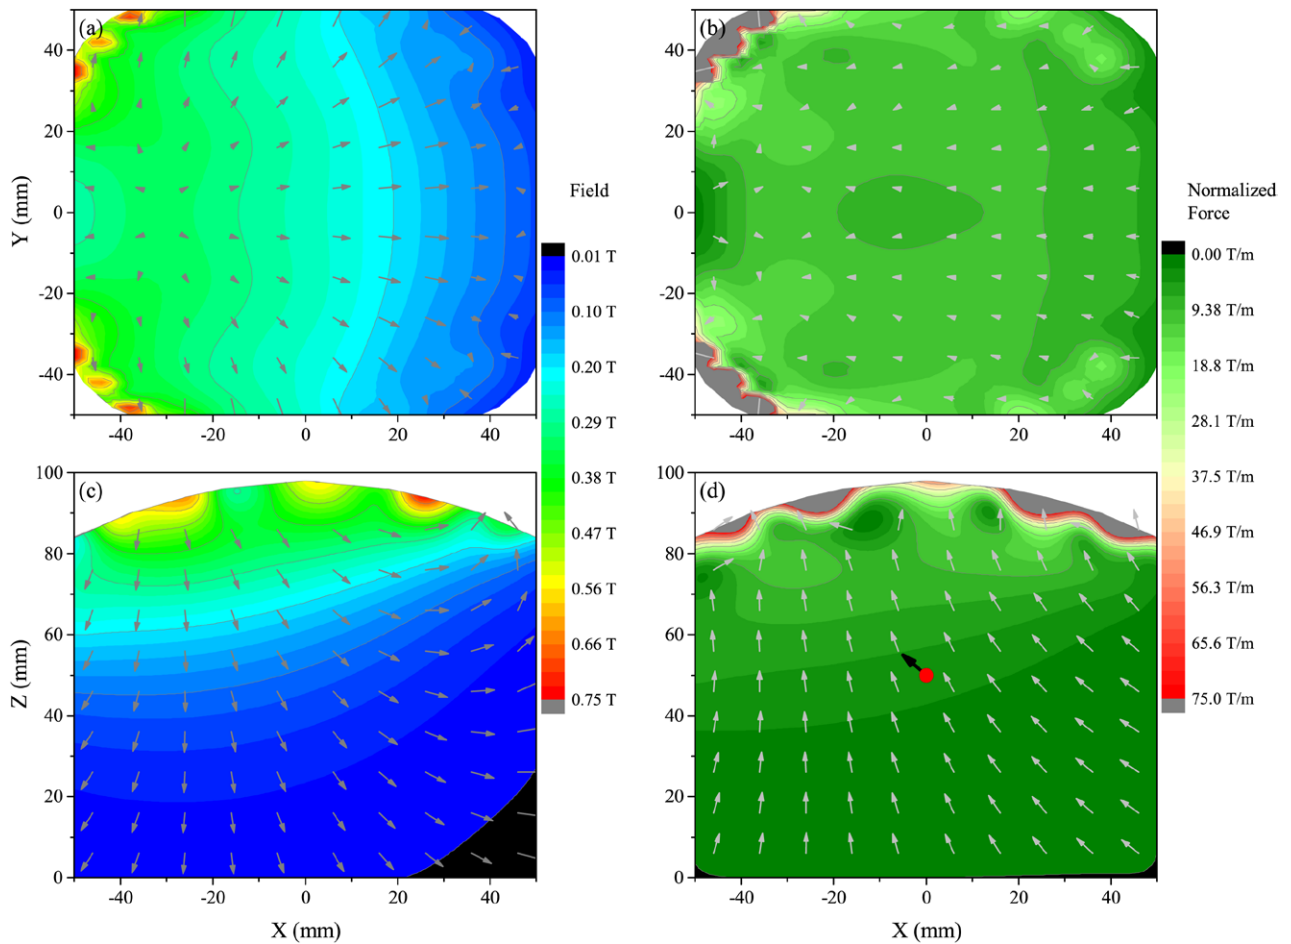 (a)
40
20
0
-20
-40
Y (mm)
-40 -20 0 20 40
Field
0.01 T
0.10 T
0.20 T
0.29 T
0.38 T
0.47 T
0.56 T
0.66 T
0.75 T
(b)
40
20
0
-20
-40
-40 -20 0 20 40
Normalized
Force
0.00 T/m
9.38 T/m
18.8 T/m
28.1 T/m
37.5 T/m
46.9 T/m
56.3 T/m
65.6 T/m
75.0 T/m
(c)
100
80
60
40
20
0
Z (mm)
-40 -20 0 20 40
X (mm)
(d)
100
80
60
40
20
0
-40 -20 0 20 40
X (mm)